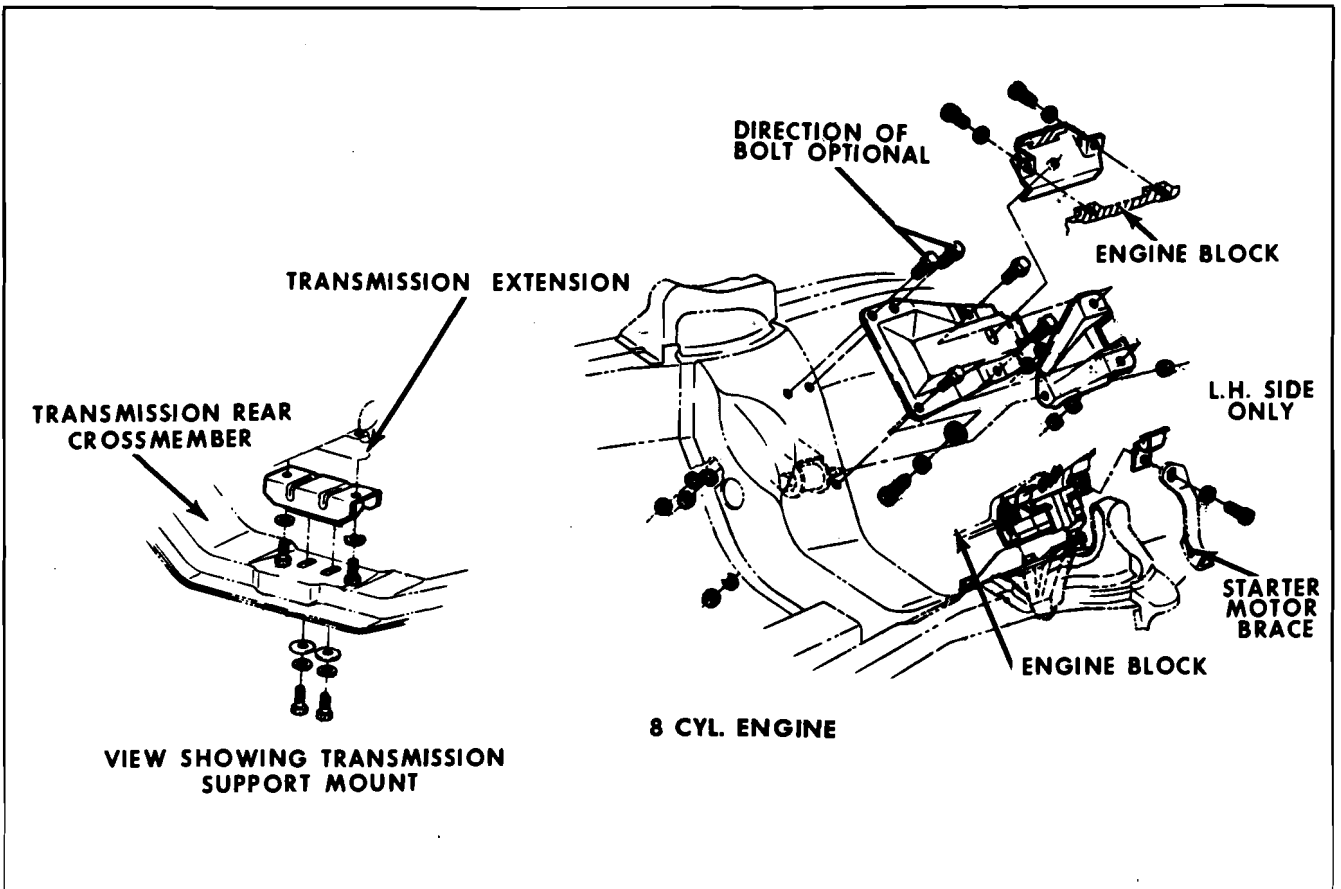 DIRECTION OF
BOLT OPTIONAL
ENGINE BLOCK
TRANSMISSION EXTENSION
TRANSMISSION REAR
CROSSMEMBER
L.H. SIDE
ONLY
STARTER
MOTOR
BRACE
ENGINE BLOCK
8 CYL. ENGINE
VIEW SHOWING TRANSMISSION
SUPPORT MOUNT